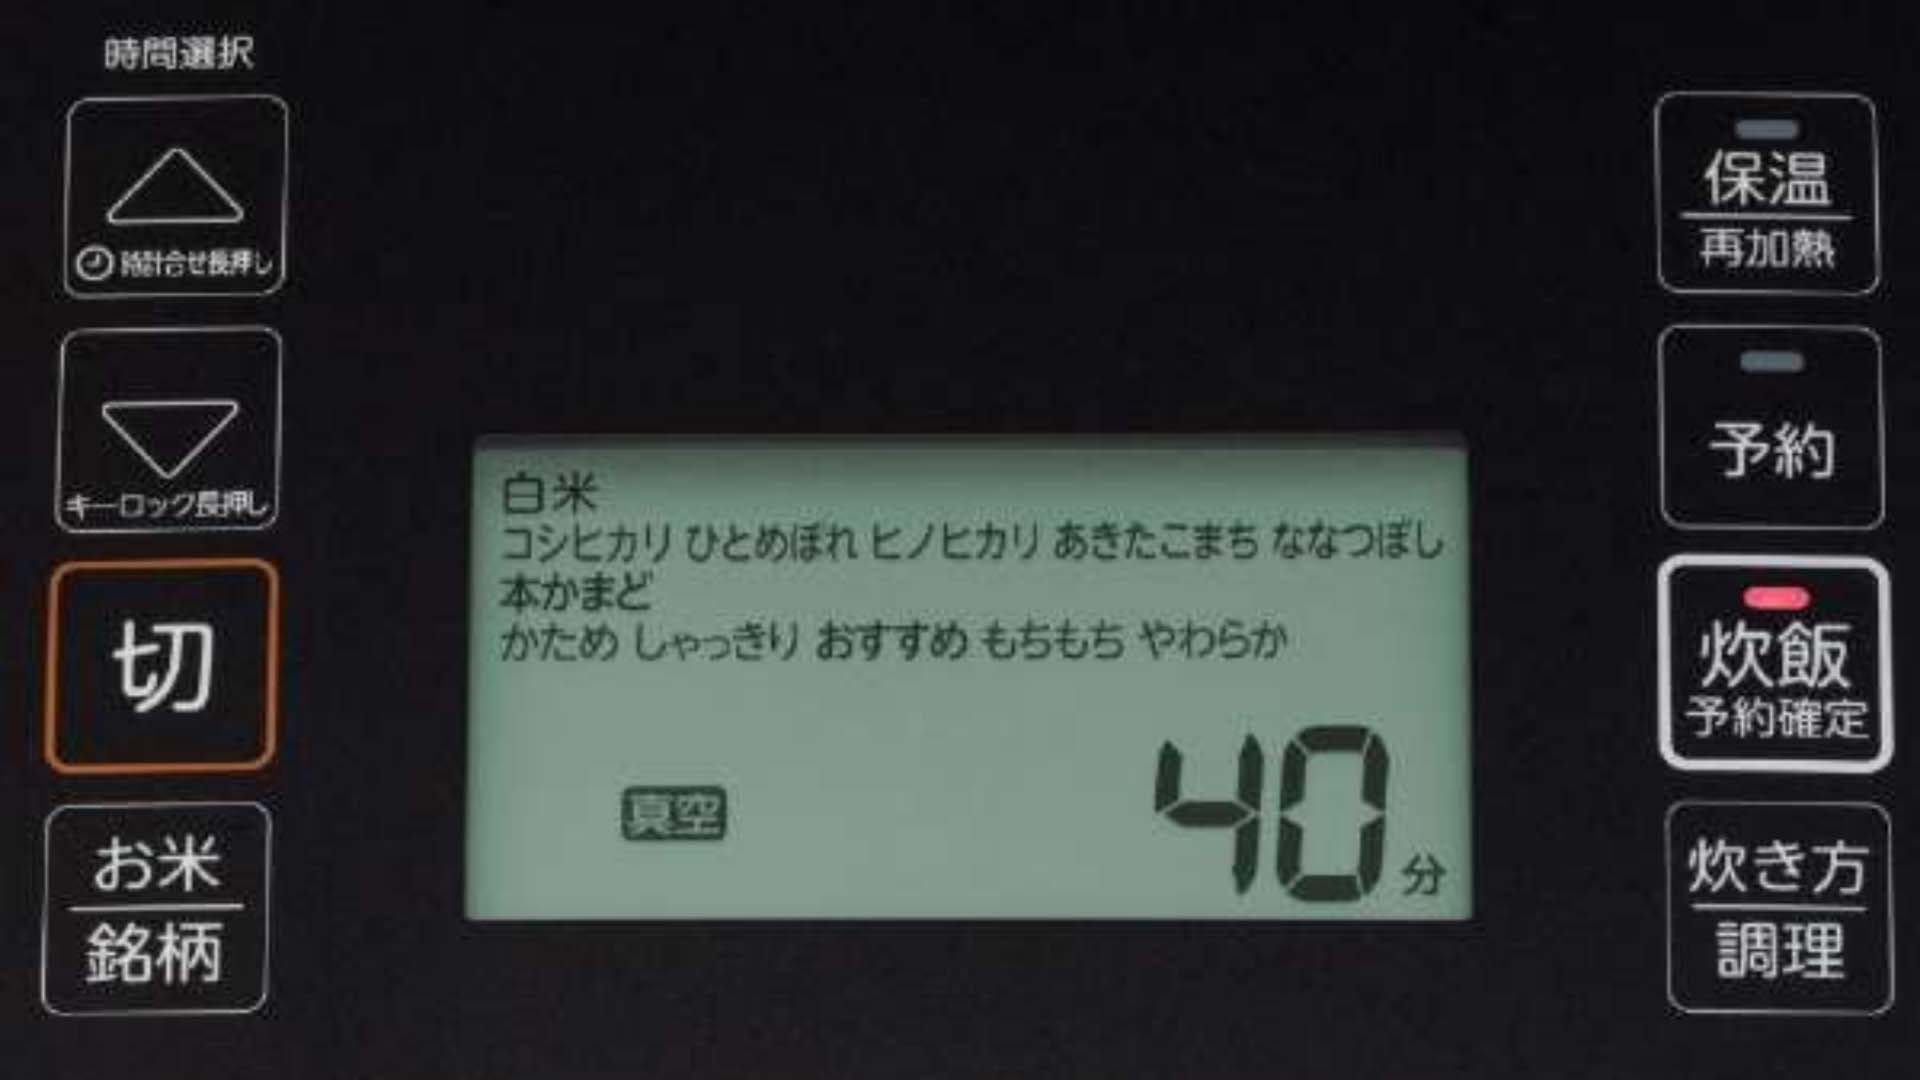 時間選択
時計合せ長押し
キーロック長押し
切
お米
銘柄
白米
コシヒカリ ひとめぼれ ヒノヒカリ あきたこまち ななつぼし
本かまど
かため しゃっきり おすすめ もちもち やわらか
真空
40分
保温
再加熱
予約
炊飯
予約確定
炊き方
調理